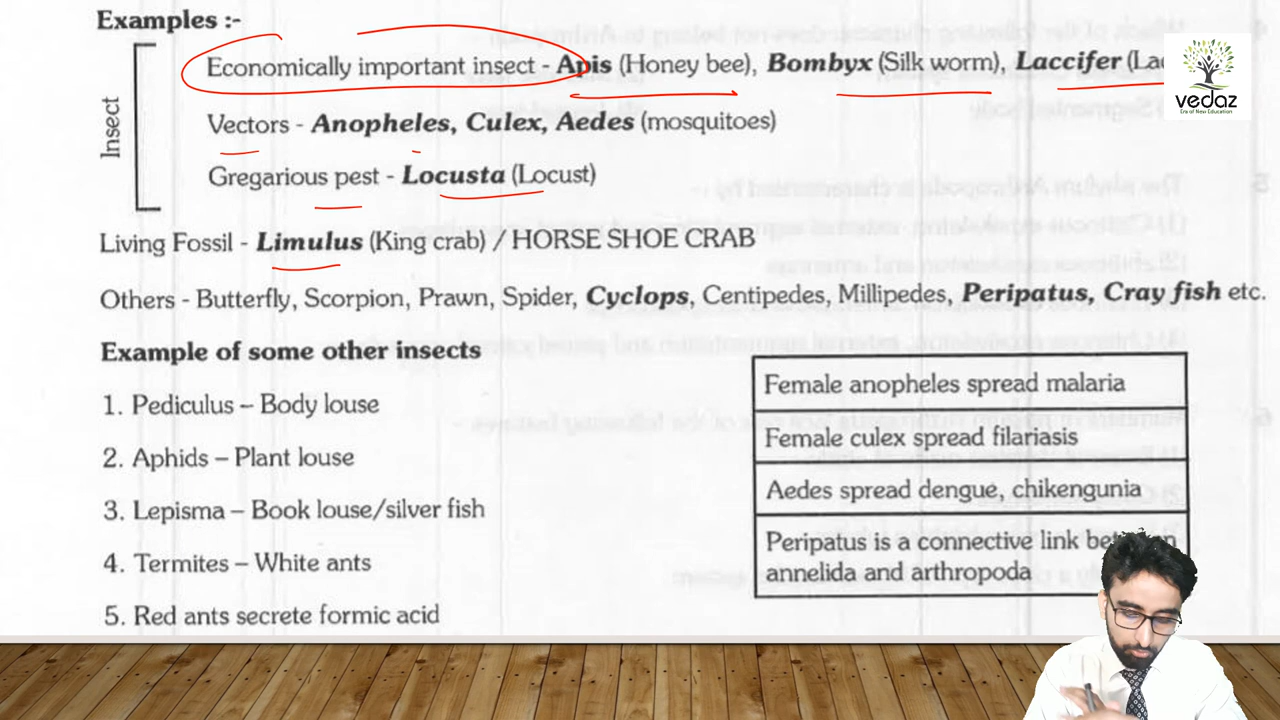 Examples :-
Economically important insect - Apis (Honey bee), Bombyx (Silk worm), Laccifer
Insect
Vectors - Anopheles, Culex, Aedes (mosquitoes)
Gregarious pest - Locusta (Locust)
Living Fossil - Limulus (King crab) / HORSE SHOE CRAB
Others - Butterfly, Scorpion, Prawn, Spider, Cyclops, Centipedes, Millipedes, Peripatus, Cray fish etc.
Example of some other insects
1. Pediculus – Body louse
2. Aphids – Plant louse
3. Lepisma – Book louse/silver fish
4. Termites – White ants
5. Red ants secrete formic acid
Female anopheles spread malaria
Female culex spread filariasis
Aedes spread dengue, chikengunia
Peripatus is a connective link
annelida and arthropoda
vedaz
Era of New Education